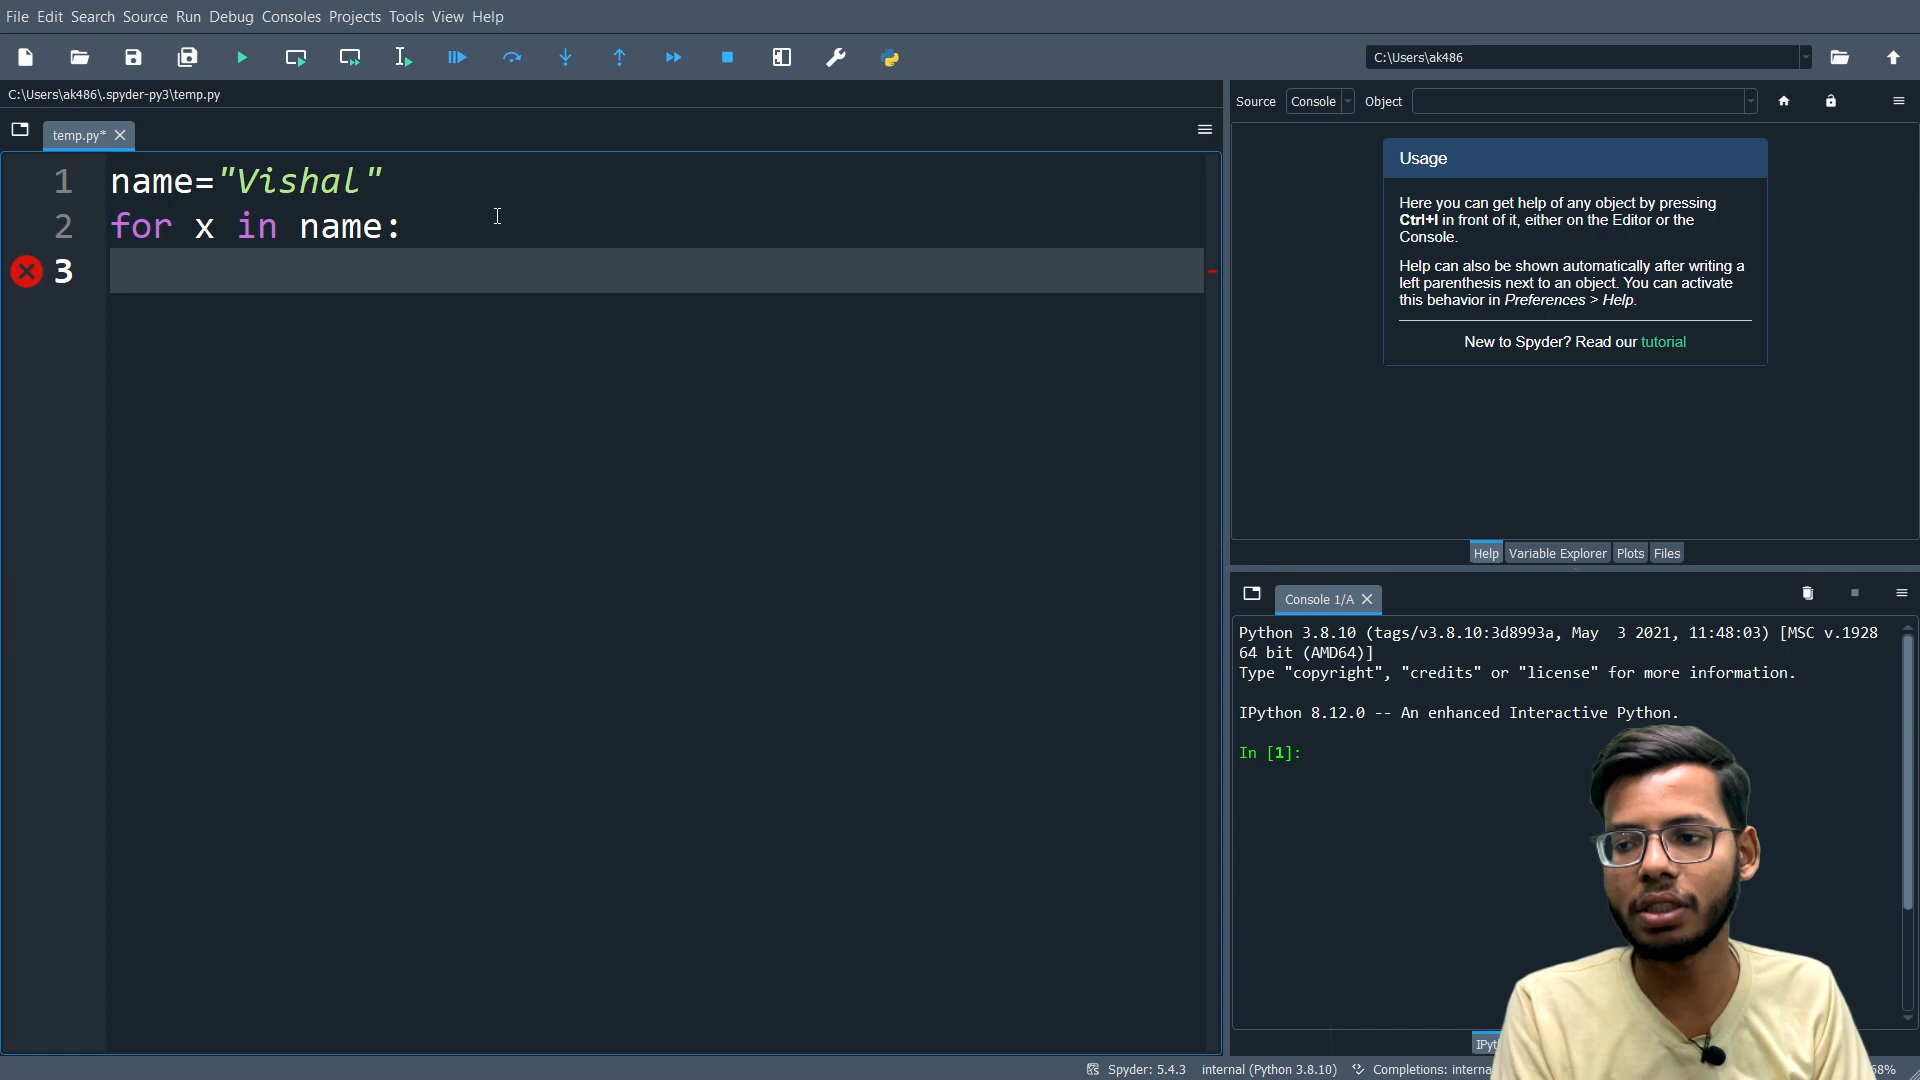 File Edit Search Source Run Debug Consoles Projects Tools View Help
C:\Users\ak486
C:\Users\ak486\.spyder-py3\temp.py
temp.py*
1 name="Vishal"
2 for x in name:
3
Source Console Object
Usage
Here you can get help of any object by pressing
Ctrl+I in front of it, either on the Editor or the
Console.
Help can also be shown automatically after writing a
left parenthesis next to an object. You can activate
this behavior in Preferences > Help.
New to Spyder? Read our tutorial
Help Variable Explorer Plots Files
Console 1/A
Python 3.8.10 (tags/v3.8.10:3d8993a, May  3 2021, 11:48:03) [MSC v.1928
64 bit (AMD64)]
Type "copyright", "credits" or "license" for more information.
IPython 8.12.0 -- An enhanced Interactive Python.
In [1]:
Spyder: 5.4.3 internal (Python 3.8.10) Completions: